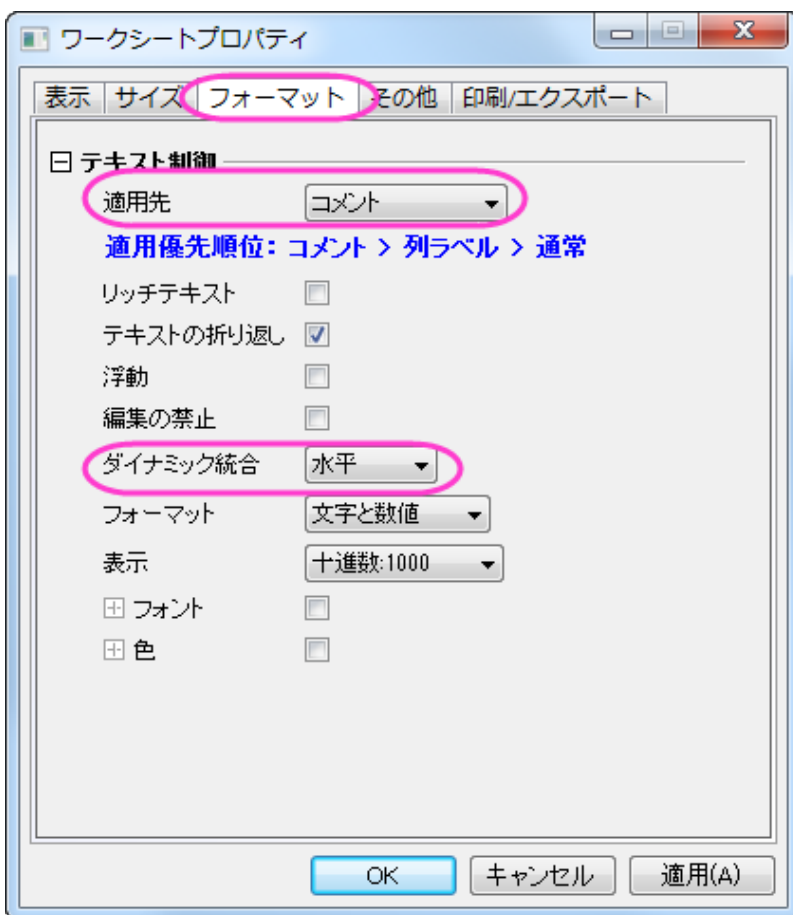 ワークシートプロパティ
表示 サイズ フォーマット その他 印刷/エクスポート
テキスト制御
適用先 コメント
適用優先順位: コメント > 列ラベル > 通常
リッチテキスト
テキストの折り返し
浮動
編集の禁止
ダイナミック統合 水平
フォーマット 文字と数値
表示 十進数:1000
フォント
色
OK キャンセル 適用(A)